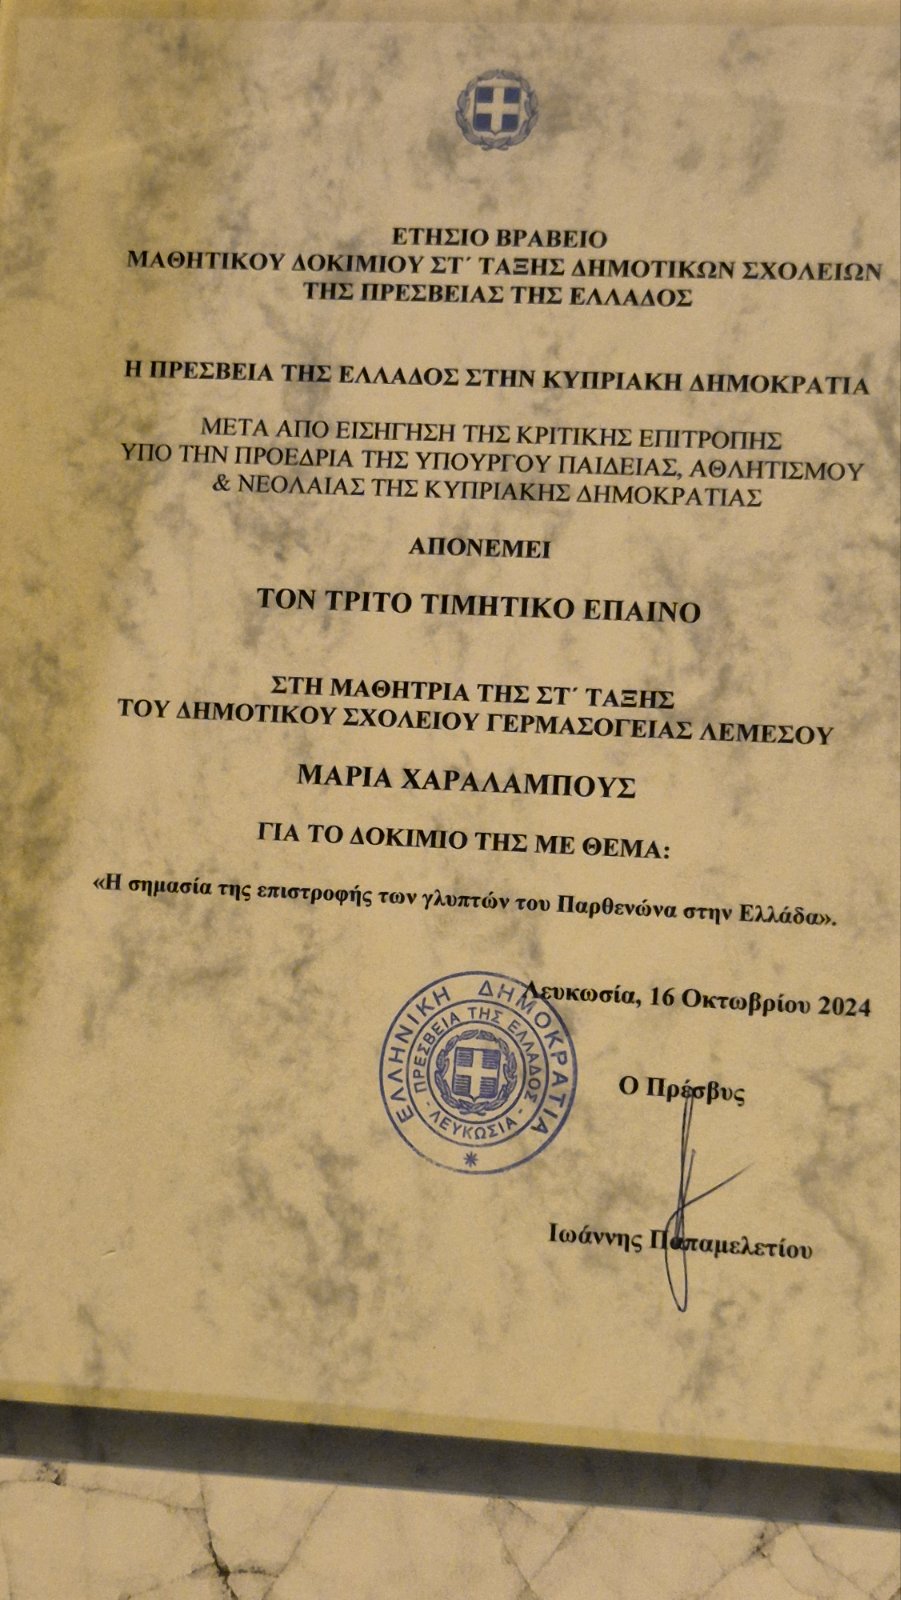 ΕΤΗΣΙΟ ΒΡΑΒΕΙΟ
ΜΑΘΗΤΙΚΟΥ ΔΟΚΙΜΙΟΥ ΣΤ΄ ΤΑΞΗΣ ΔΗΜΟΤΙΚΩΝ ΣΧΟΛΕΙΩΝ
ΤΗΣ ΠΡΕΣΒΕΙΑΣ ΤΗΣ ΕΛΛΑΔΟΣ
Η ΠΡΕΣΒΕΙΑ ΤΗΣ ΕΛΛΑΔΟΣ ΣΤΗΝ ΚΥΠΡΙΑΚΗ ΔΗΜΟΚΡΑΤΙΑ
ΜΕΤΑ ΑΠΟ ΕΙΣΗΓΗΣΗ ΤΗΣ ΚΡΙΤΙΚΗΣ ΕΠΙΤΡΟΠΗΣ
ΥΠΟ ΤΗΝ ΠΡΟΕΔΡΙΑ ΤΗΣ ΥΠΟΥΡΓΟΥ ΠΑΙΔΕΙΑΣ, ΑΘΛΗΤΙΣΜΟΥ
& ΝΕΟΛΑΙΑΣ ΤΗΣ ΚΥΠΡΙΑΚΗΣ ΔΗΜΟΚΡΑΤΙΑΣ
ΑΠΟΝΕΜΕΙ
ΤΟΝ ΤΡΙΤΟ ΤΙΜΗΤΙΚΟ ΕΠΑΙΝΟ
ΣΤΗ ΜΑΘΗΤΡΙΑ ΤΗΣ ΣΤ΄ ΤΑΞΗΣ
ΤΟΥ ΔΗΜΟΤΙΚΟΥ ΣΧΟΛΕΙΟΥ ΓΕΡΜΑΣΟΓΕΙΑΣ ΛΕΜΕΣΟΥ
ΜΑΡΙΑ ΧΑΡΑΛΑΜΠΟΥΣ
ΓΙΑ ΤΟ ΔΟΚΙΜΙΟ ΤΗΣ ΜΕ ΘΕΜΑ:
«Η σημασία της επιστροφής των γλυπτών του Παρθενώνα στην Ελλάδα».
Λευκωσία, 16 Οκτωβρίου 2024
ΕΛΛΗΝΙΚΗ ΔΗΜΟΚΡΑΤΙΑ
ΠΡΕΣΒΕΙΑ ΤΗΣ ΕΛΛΑΔΟΣ
- ΛΕΥΚΩΣΙΑ -
Ο Πρέσβυς
Ιωάννης Παπαμελετίου